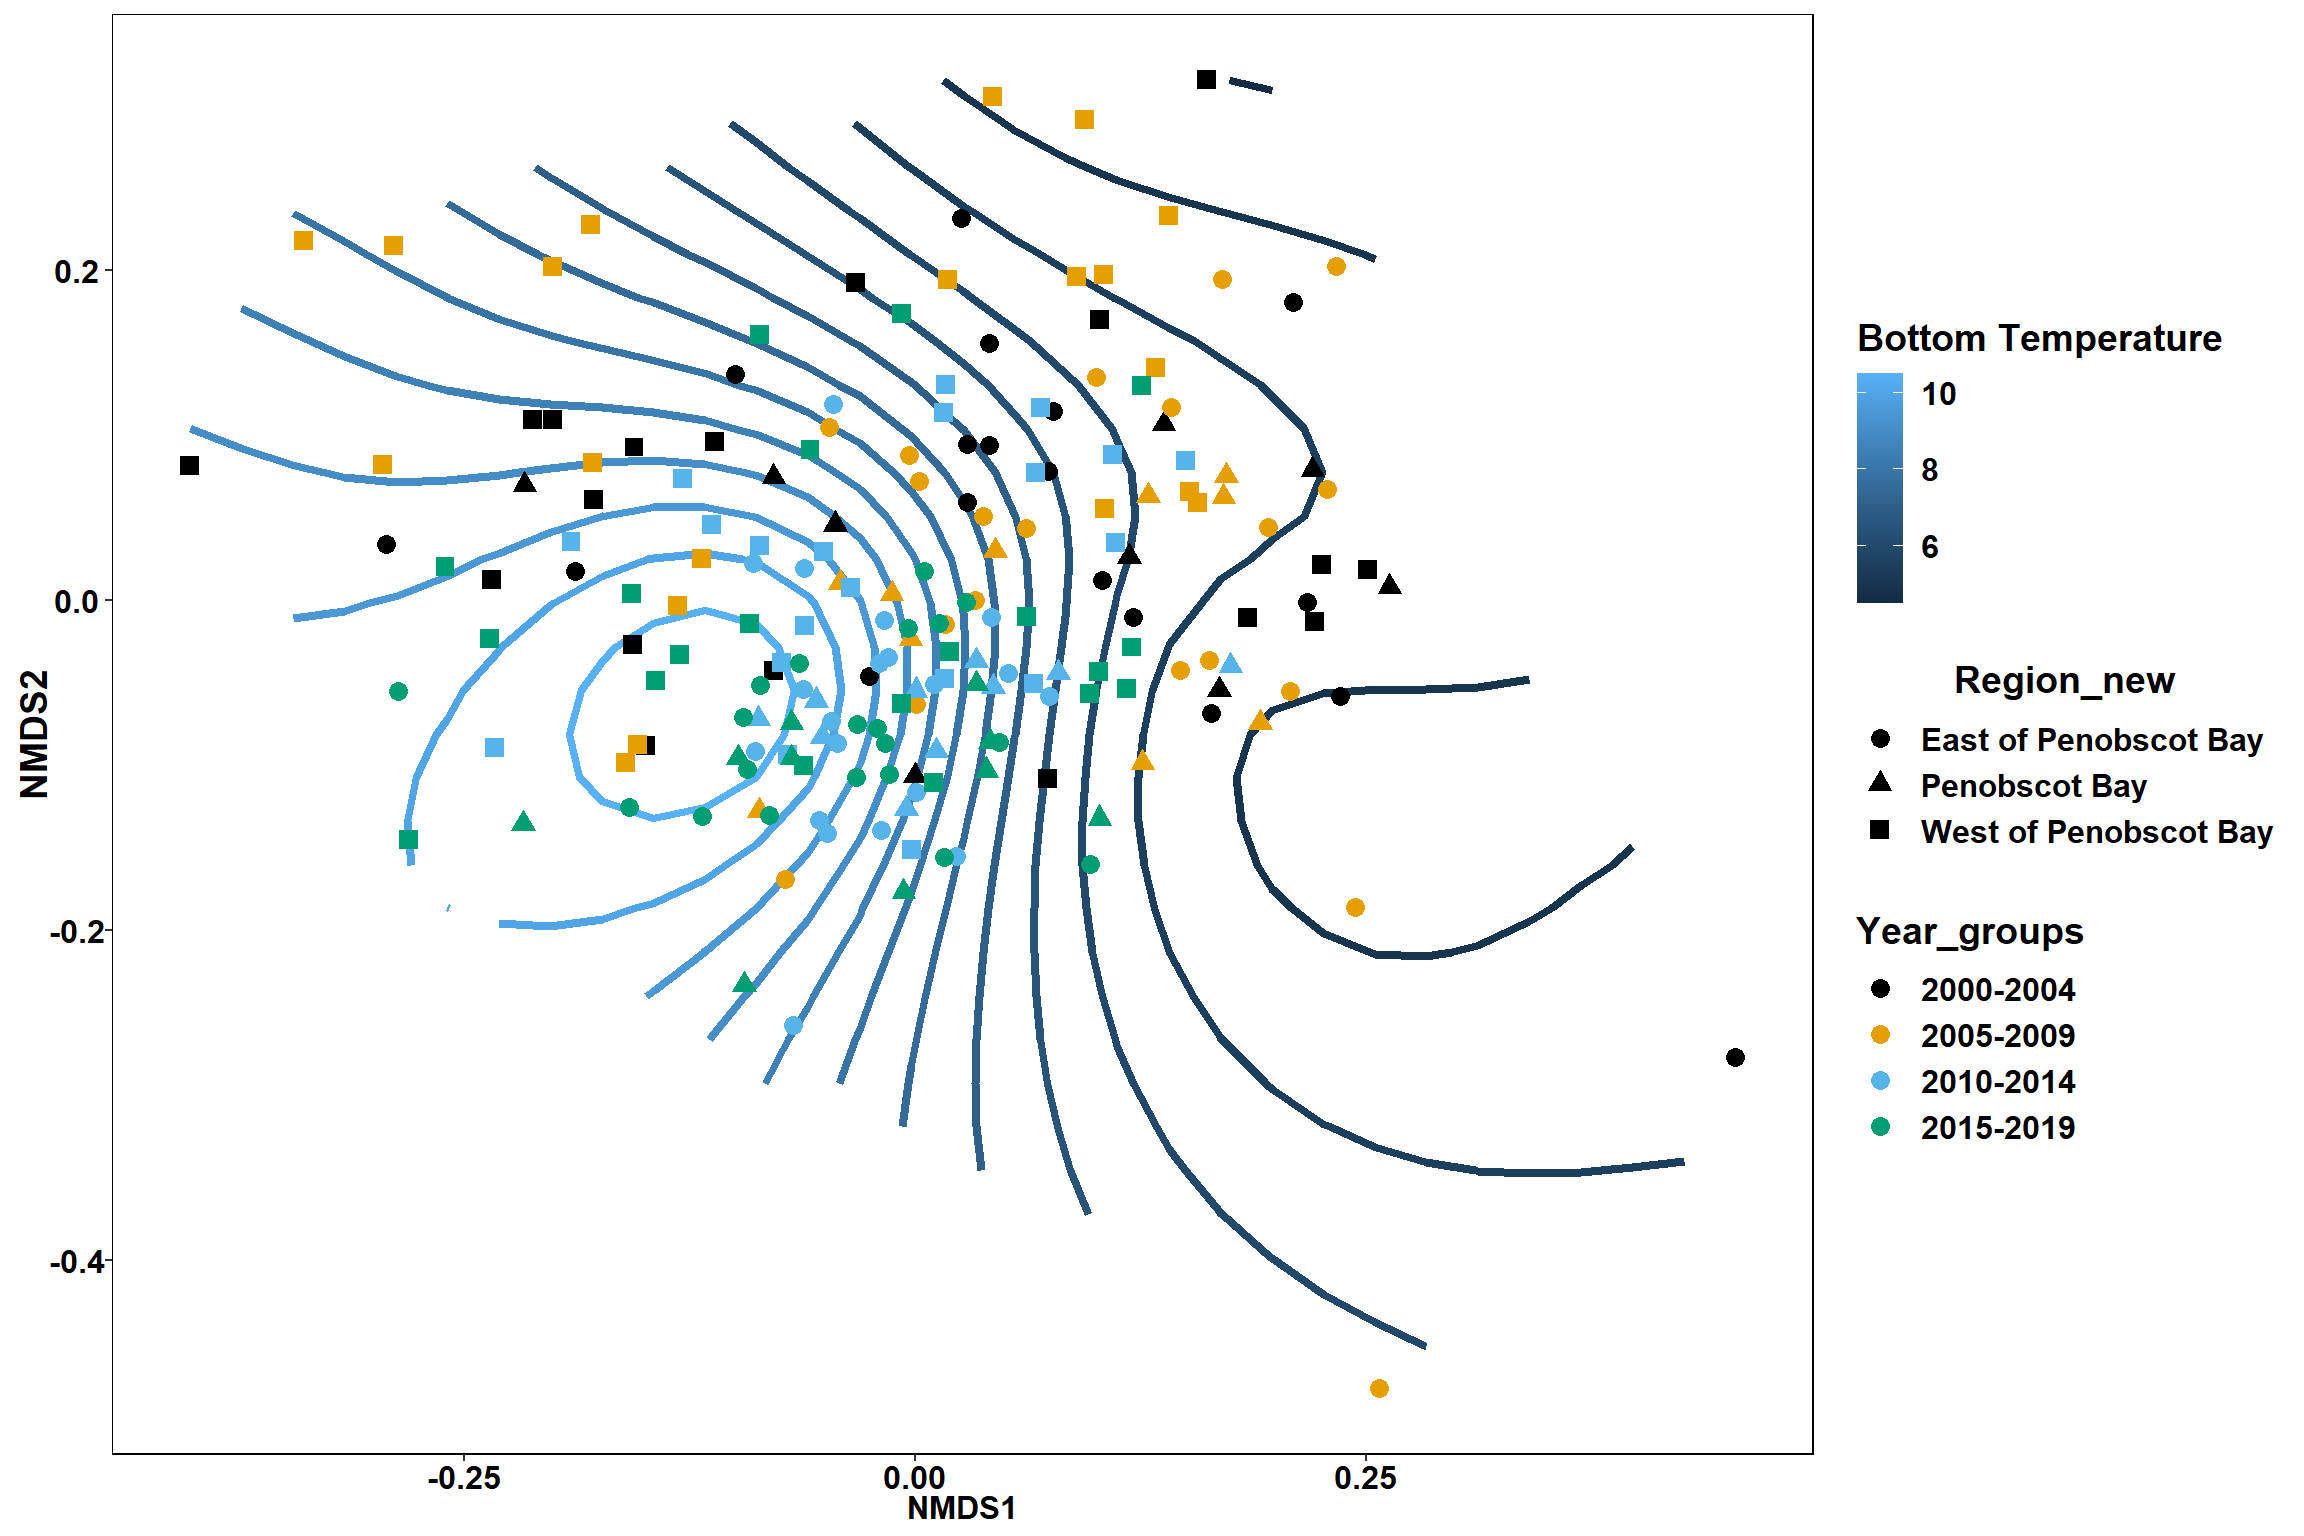 NMDS2
0.2
0.0
-0.2
-0.4
-0.25
0.00
0.25
NMDS1
Bottom Temperature
10
8
6
Region_new
East of Penobscot Bay
Penobscot Bay
West of Penobscot Bay
Year_groups
2000-2004
2005-2009
2010-2014
2015-2019